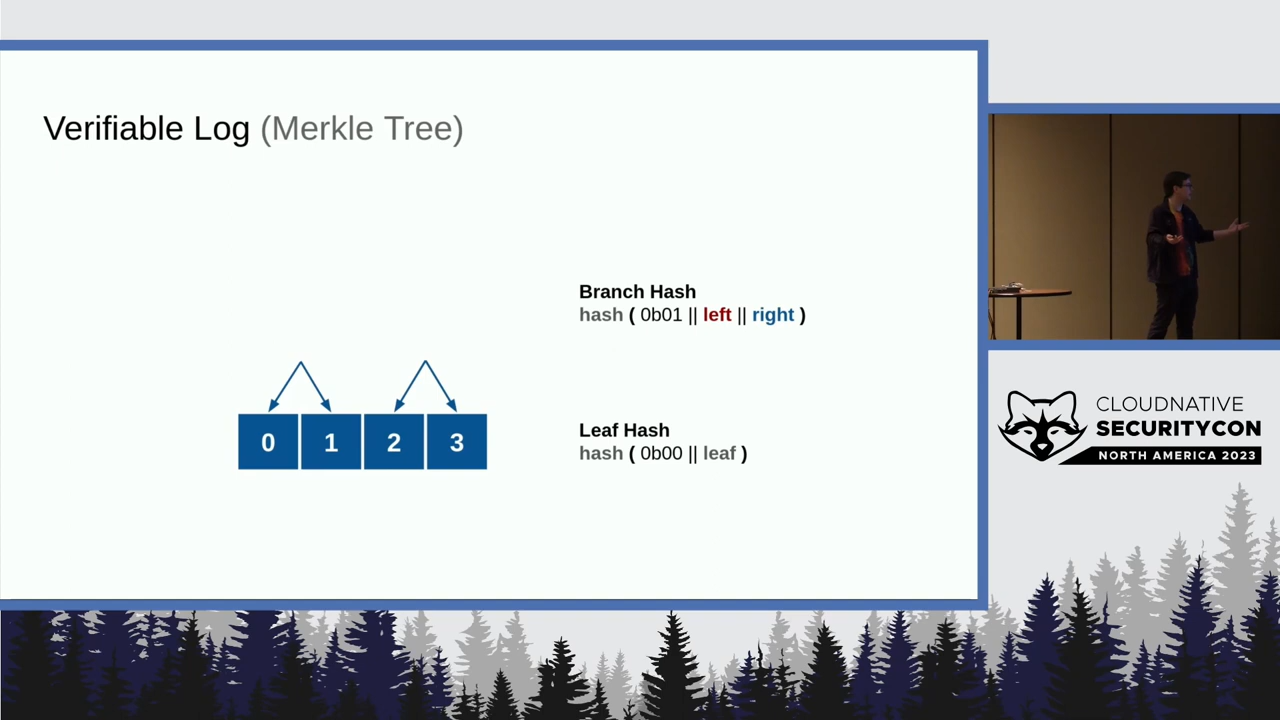 Verifiable Log (Merkle Tree)
Branch Hash
hash ( 0b01 || left || right )
0 1 2 3
Leaf Hash
hash ( 0b00 || leaf )
CLOUDNATIVE
SECURITYCON
NORTH AMERICA 2023